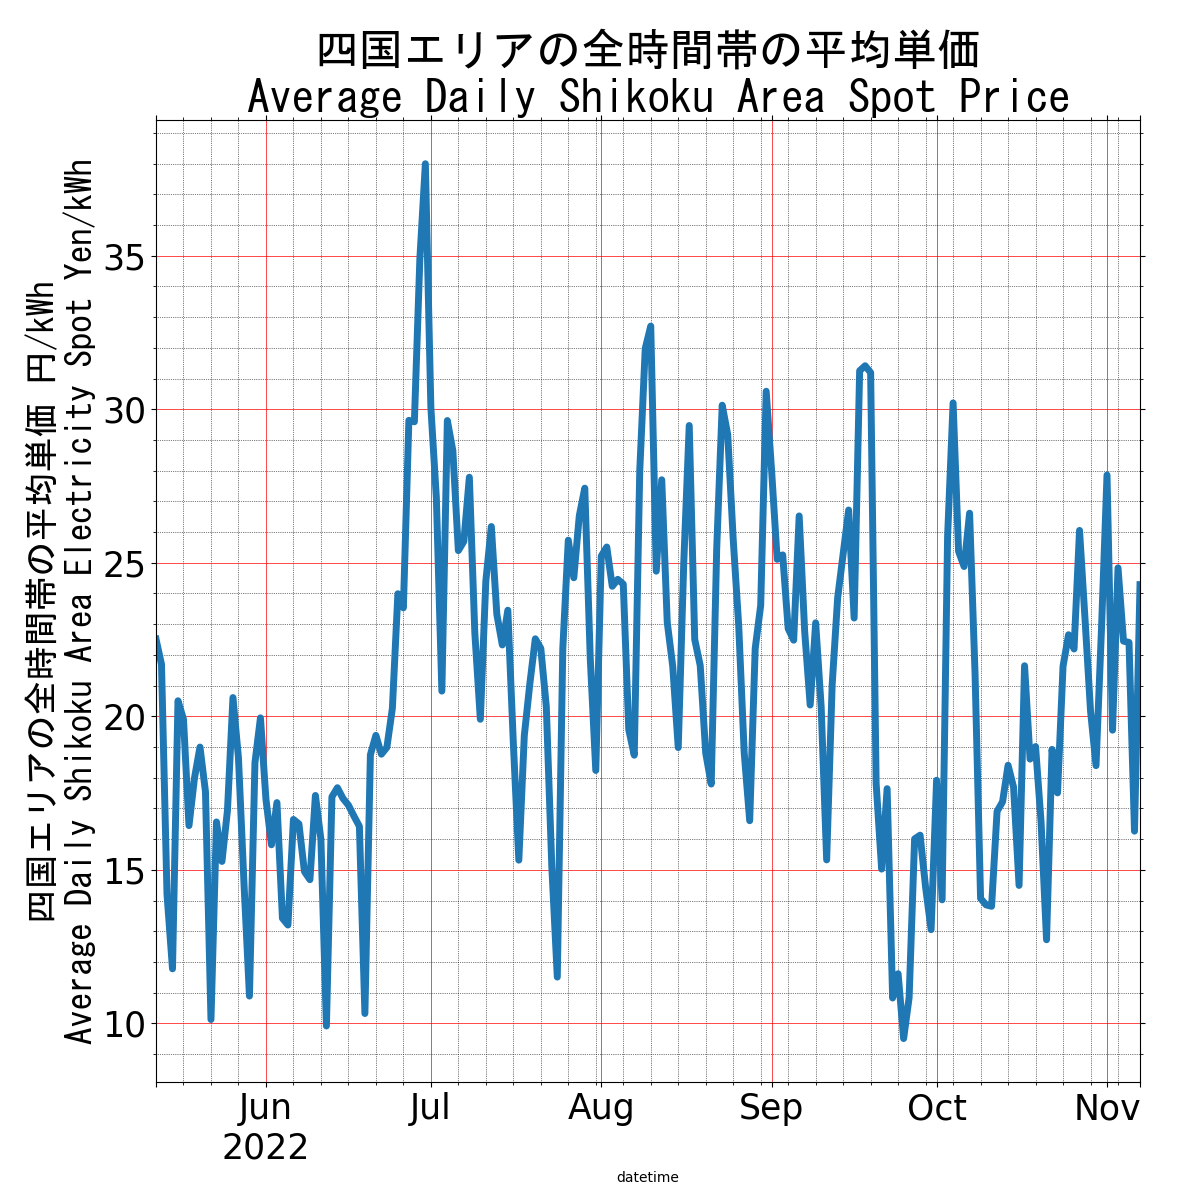 四国エリアの全時間帯の平均単価
Average Daily Shikoku Area Spot Price
四国エリアの全時間帯の平均単価 円/kWh
Average Daily Shikoku Area Electricity Spot Yen/kWh
35
30
25
20
15
10
Jun
2022
Jul
Aug
Sep
Oct
Nov
datetime